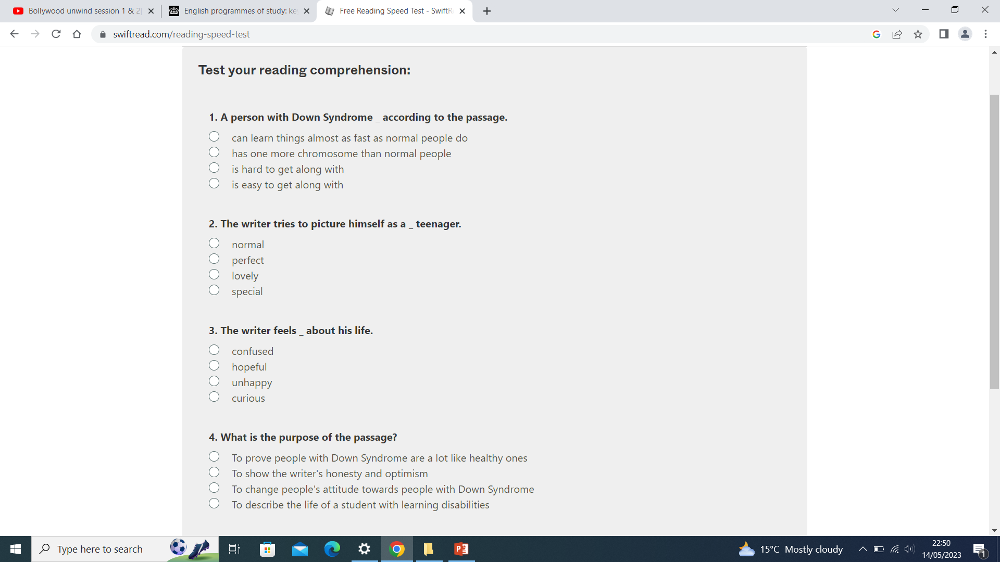 Bollywood unwind session 1 & 2
English programmes of study: ke
Free Reading Speed Test - SwiftR
swiftread.com/reading-speed-test
Test your reading comprehension:
1. A person with Down Syndrome _ according to the passage.
can learn things almost as fast as normal people do
has one more chromosome than normal people
is hard to get along with
is easy to get along with
2. The writer tries to picture himself as a _ teenager.
normal
perfect
lovely
special
3. The writer feels _ about his life.
confused
hopeful
unhappy
curious
4. What is the purpose of the passage?
To prove people with Down Syndrome are a lot like healthy ones
To show the writer's honesty and optimism
To change people's attitude towards people with Down Syndrome
To describe the life of a student with learning disabilities
Type here to search
15°C Mostly cloudy
22:50
14/05/2023
1